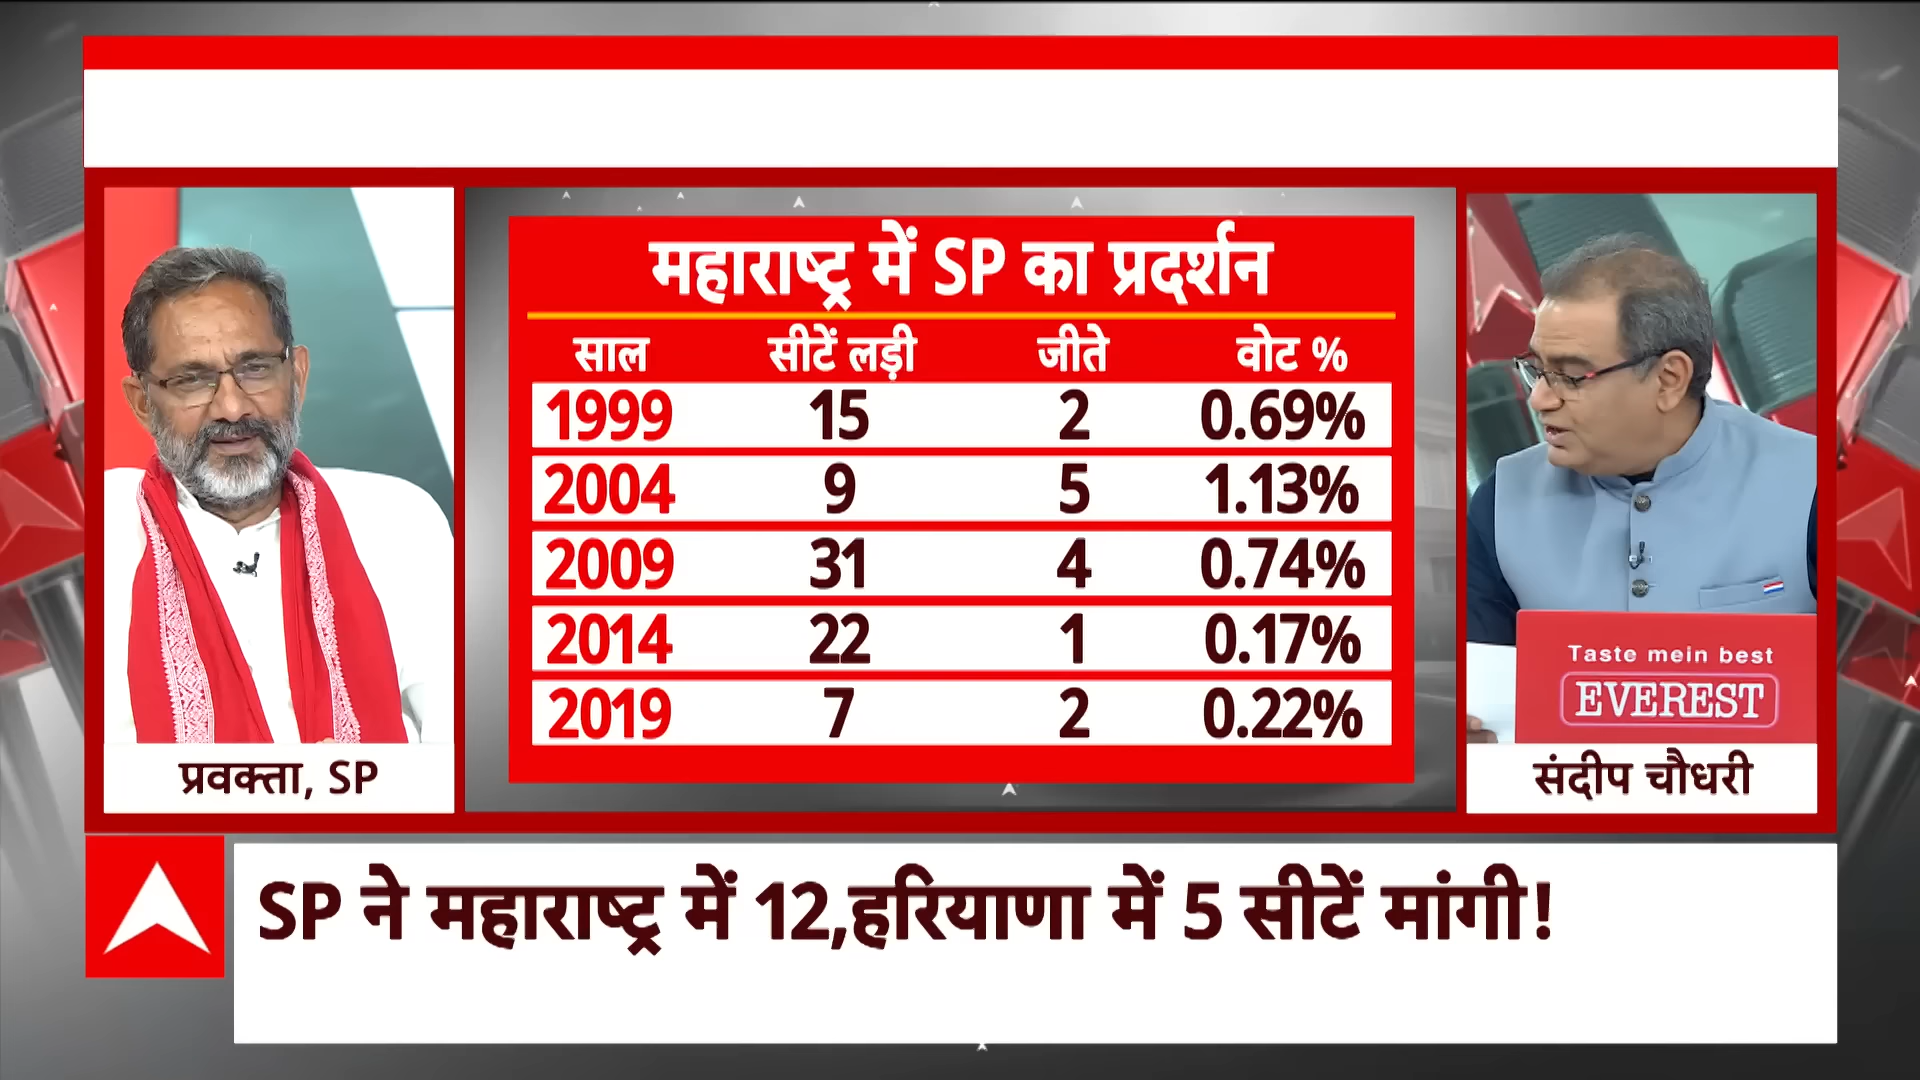 महाराष्ट्र में SP का प्रदर्शन
साल सीटें लड़ी जीते वोट %
1999 15 2 0.69%
2004 9 5 1.13%
2009 31 4 0.74%
2014 22 1 0.17%
2019 7 2 0.22%
Taste mein best
EVEREST
प्रवक्ता, SP
संदीप चौधरी
SP ने महाराष्ट्र में 12,हरियाणा में 5 सीटें मांगी!